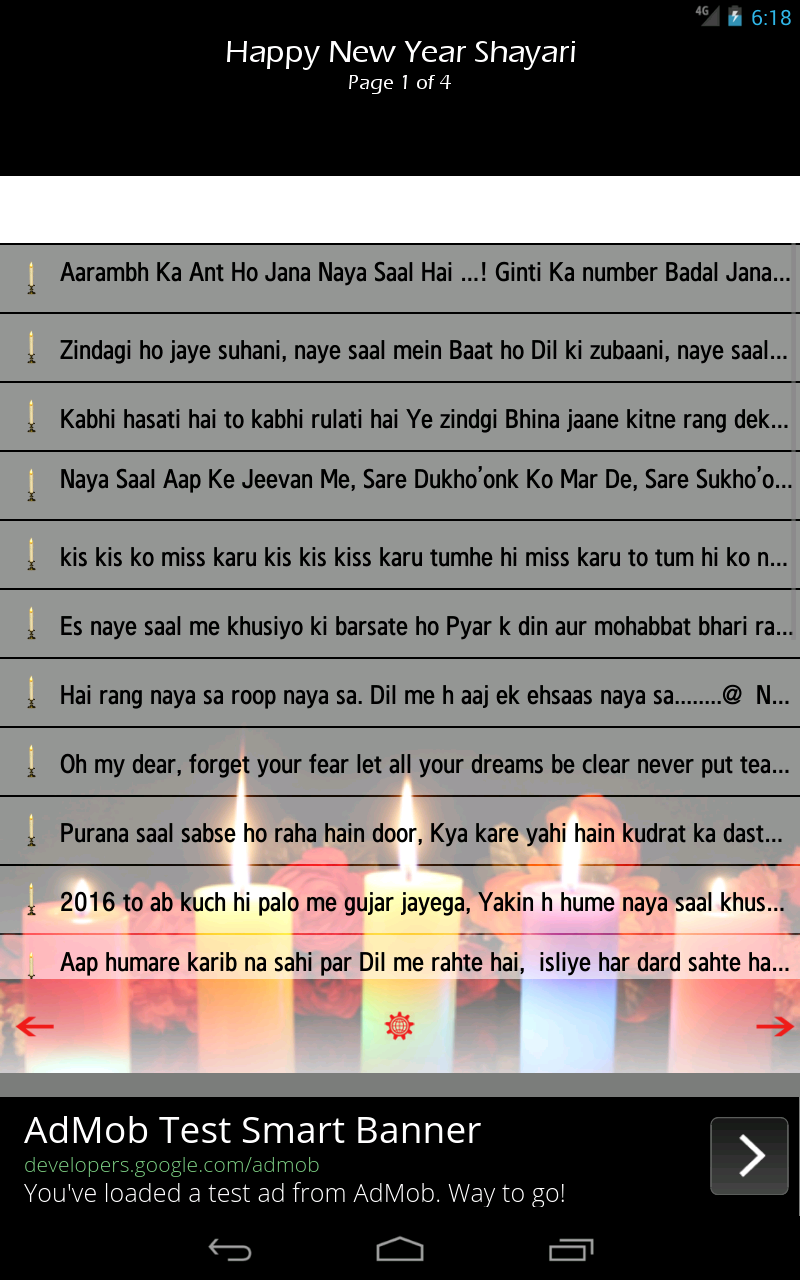 4G 6:18
Happy New Year Shayari
Page 1 of 4
Aarambh Ka Ant Ho Jana Naya Saal Hai ...! Ginti Ka number Badal Jana...
Zindagi ho jaye suhani, naye saal mein Baat ho Dil ki zubaani, naye saal...
Kabhi hasati hai to kabhi rulati hai Ye zindgi Bhina jaane kitne rang dek...
Naya Saal Aap Ke Jeevan Me, Sare Dukho’onk Ko Mar De, Sare Sukho’o...
kis kis ko miss karu kis kis kiss karu tumhe hi miss karu to tum hi ko n...
Es naye saal me khusiyo ki barsate ho Pyar k din aur mohabbat bhari ra...
Hai rang naya sa roop naya sa. Dil me h aaj ek ehsaas naya sa........@  N...
Oh my dear, forget your fear let all your dreams be clear never put tea...
Purana saal sabse ho raha hain door, Kya kare yahi hain kudrat ka dast...
2016 to ab kuch hi palo me gujar jayega, Yakin h hume naya saal khus...
Aap humare karib na sahi par Dil me rahte hai,  isliye har dard sahte ha...
AdMob Test Smart Banner
developers.google.com/admob
You've loaded a test ad from AdMob. Way to go!